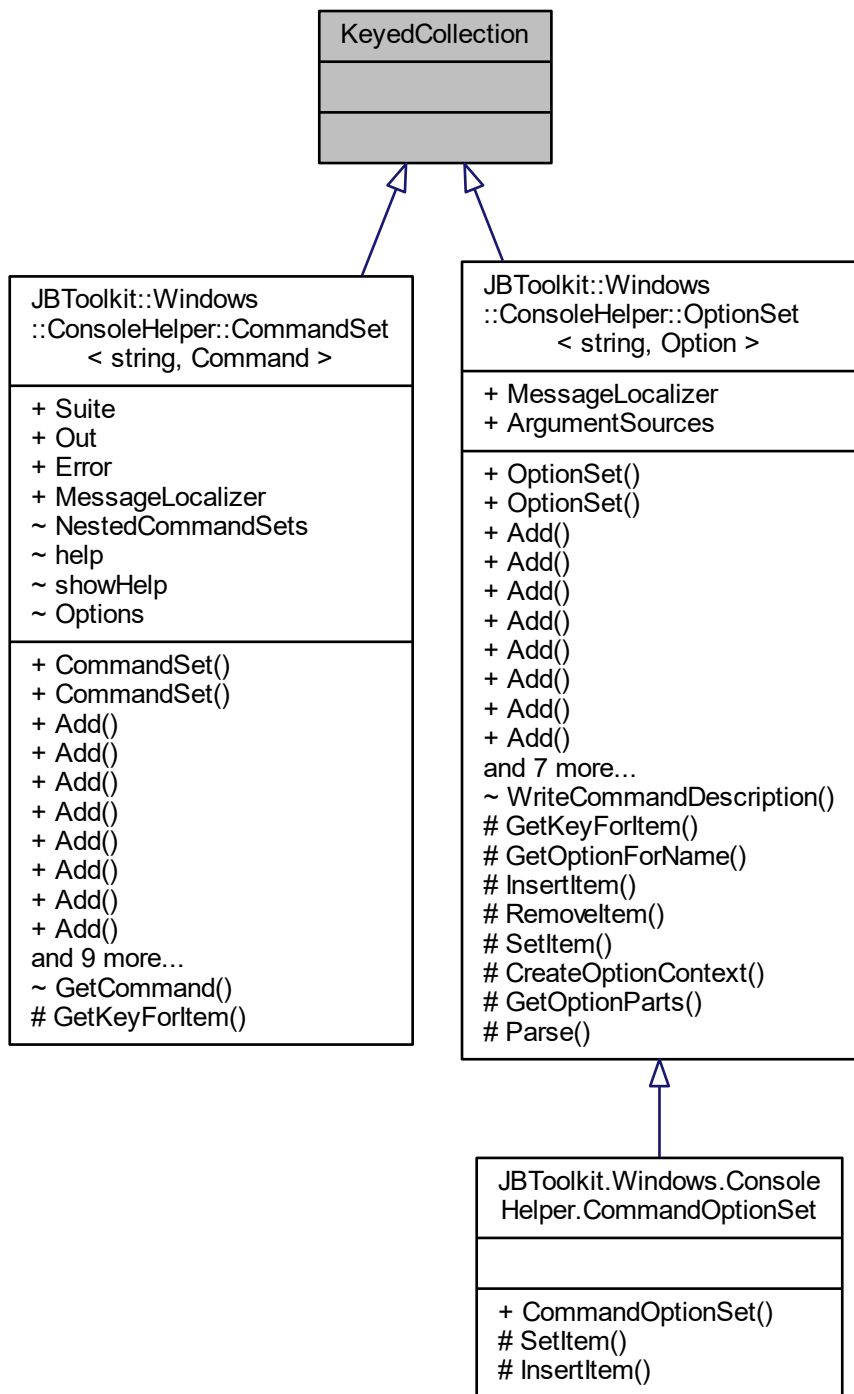 KeyedCollection
JBToolkit::Windows
::ConsoleHelper::CommandSet
< string, Command >
+ Suite
+ Out
+ Error
+ MessageLocalizer
~ NestedCommandSets
~ help
~ showHelp
~ Options
+ CommandSet()
+ CommandSet()
+ Add()
+ Add()
+ Add()
+ Add()
+ Add()
+ Add()
+ Add()
+ Add()
and 9 more...
~ GetCommand()
# GetKeyForItem()
JBToolkit::Windows
::ConsoleHelper::OptionSet
< string, Option >
+ MessageLocalizer
+ ArgumentSources
+ OptionSet()
+ OptionSet()
+ Add()
+ Add()
+ Add()
+ Add()
+ Add()
+ Add()
+ Add()
+ Add()
and 7 more...
~ WriteCommandDescription()
# GetKeyForItem()
# GetOptionForName()
# InsertItem()
# RemoveItem()
# SetItem()
# CreateOptionContext()
# GetOptionParts()
# Parse()
JBToolkit.Windows.Console
Helper.CommandOptionSet
+ CommandOptionSet()
# SetItem()
# InsertItem()